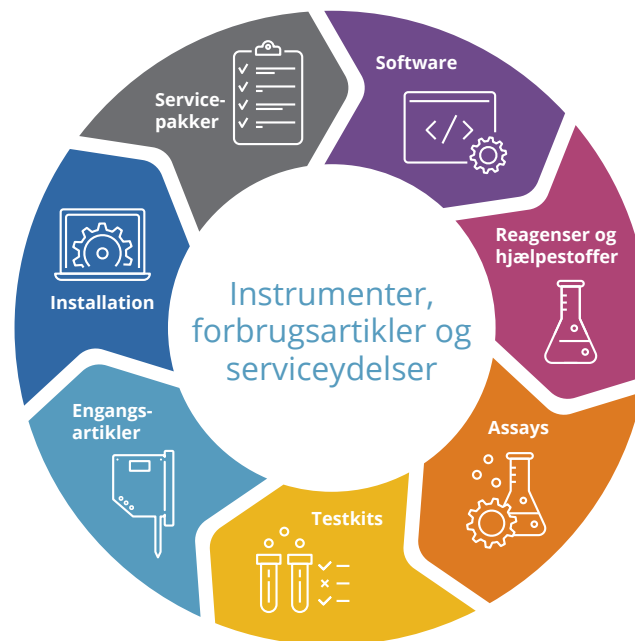 Software
Service-
pakker
Reagenser og
hjælpestoffer
Installation
Instrumenter,
forbrugsartikler og
serviceydelser
Engangs-
artikler
Assays
Testkits